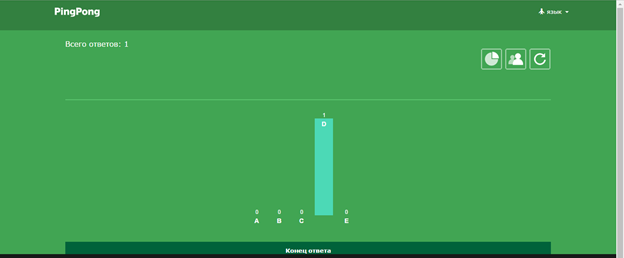 PingPong
язык
Всего ответов: 1
1
D
0 0 0 0
A B C E
Конец ответа